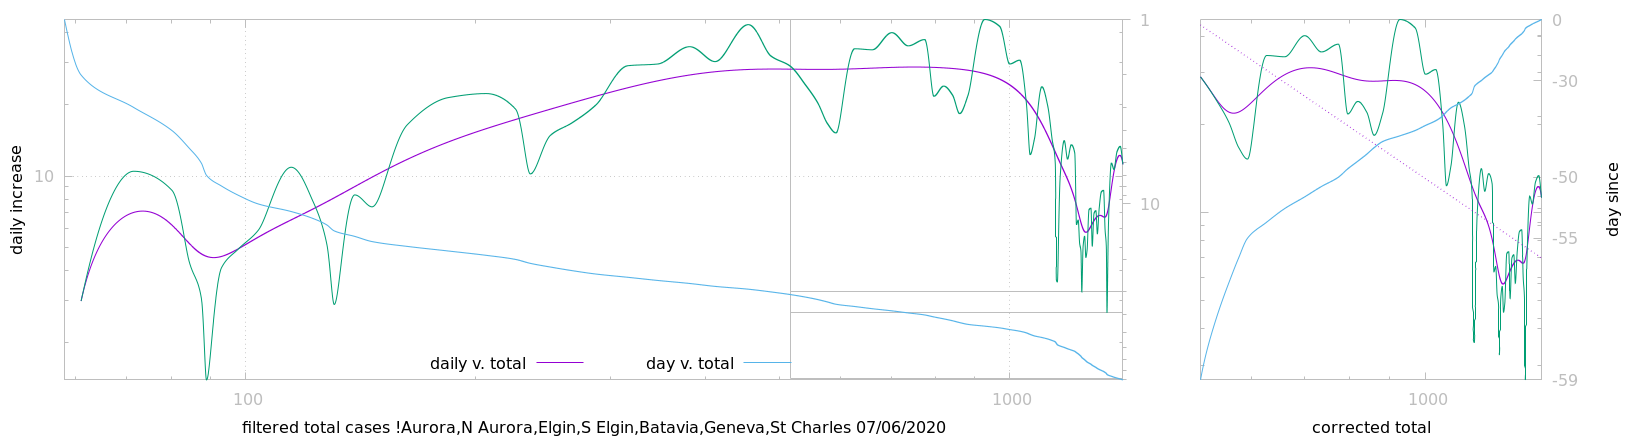 1
0
-30
10
-50
10
-55
daily increase
day since
daily v. total
day v. total
-59
100
1000
1000
filtered total cases !Aurora,N Aurora,Elgin,S Elgin,Batavia,Geneva,St Charles 07/06/2020
corrected total